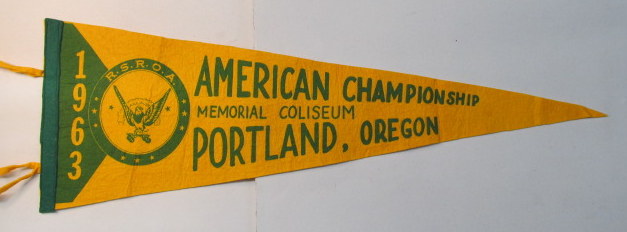 1963
R.S.R.O.A.
AMERICAN CHAMPIONSHIP
MEMORIAL COLISEUM
PORTLAND, OREGON